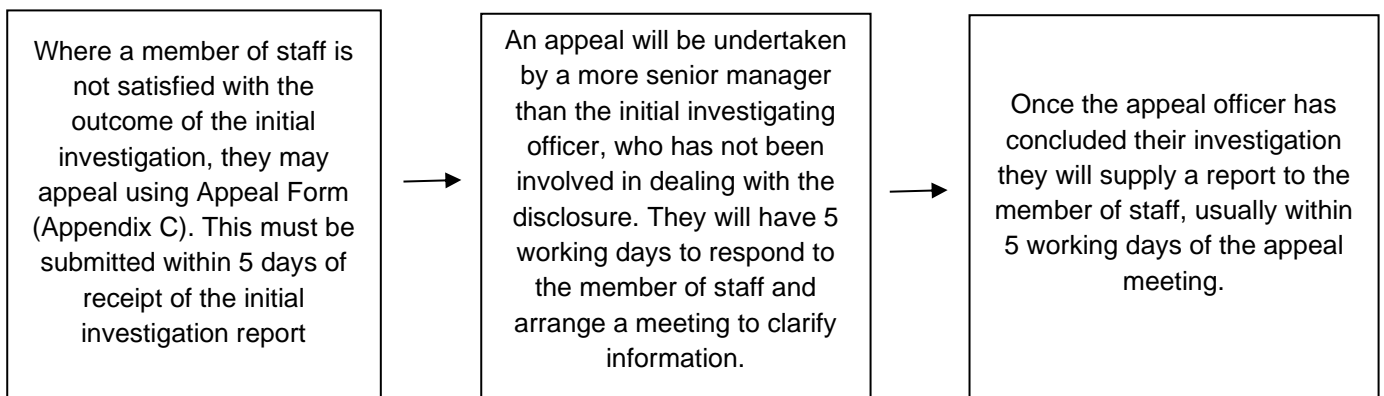 Where a member of staff is
not satisfied with the
outcome of the initial
investigation, they may
appeal using Appeal Form
(Appendix C). This must be
submitted within 5 days of
receipt of the initial
investigation report
An appeal will be undertaken
by a more senior manager
than the initial investigating
officer, who has not been
involved in dealing with the
disclosure. They will have 5
working days to respond to
the member of staff and
arrange a meeting to clarify
information.
Once the appeal officer has
concluded their investigation
they will supply a report to the
member of staff, usually within
5 working days of the appeal
meeting.